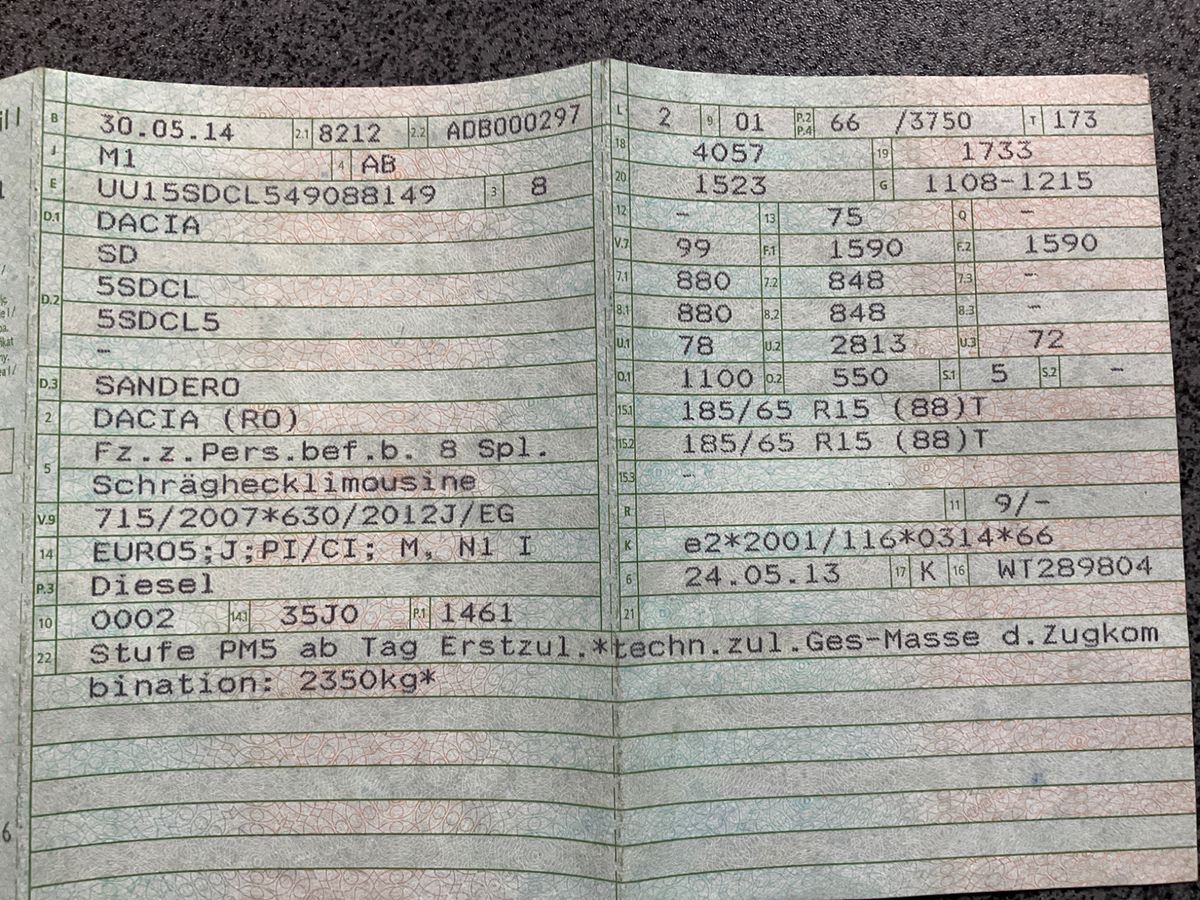 B 30.05.14 2.1 8212 2.2 ADB000297
J M1 4 AB
E UU15SDCL549088149 3 8
D.1 DACIA
SD
D.2 5SDCL
5SDCL5
-
D.3 SANDERO
2 DACIA (RO)
5 Fz.z.Pers.bef.b. 8 Spl.
Schräghecklimousine
V.9 715/2007*630/2012J/EG
14 EURO5;J;PI/CI; M, N1 I
P.3 Diesel
10 0002 14.1 35J0 P.1 1461
L 2 9 01 P.2 P.4 66 /3750 T 173
18 4057 19 1733
20 1523 G 1108-1215
12 - 13 75 Q -
V.7 99 F.1 1590 F.2 1590
7.1 880 7.2 848 7.3 -
8.1 880 8.2 848 8.3 -
U.1 78 U.2 2813 U.3 72
O.1 1100 O.2 550 S.1 5 S.2 -
15.1 185/65 R15 (88)T
15.2 185/65 R15 (88)T
15.3 -
R 11 9/-
K e2*2001/116*0314*66
6 24.05.13 17 K 16 WT289804
21
22 Stufe PM5 ab Tag Erstzul.*techn.zul.Ges-Masse d.Zugkom
bination: 2350kg*